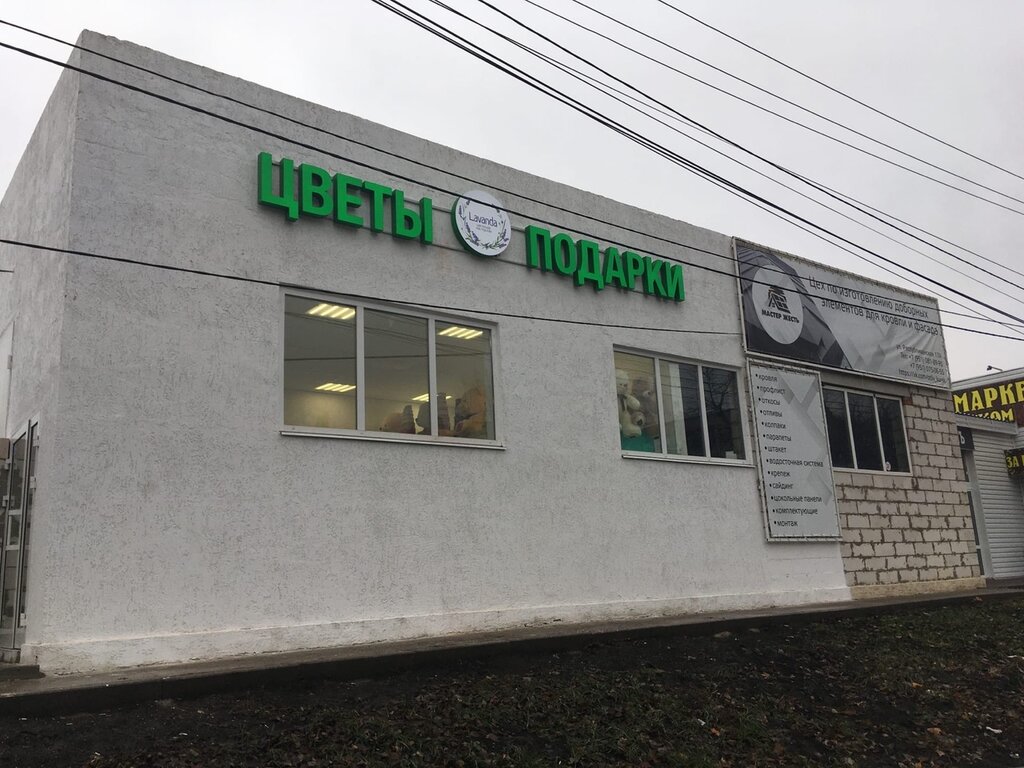 ЦВЕТЫ
Lavanda
ПОДАРКИ
МАСТЕР ЖЕСТЬ
Цех по изготовлению доборных
элементов для кровли и фасада
•кровля
•профлист
•откосы
•отливы
•колпаки
•парапеты
•штакет
•водосточная система
•крепеж
•сайдинг
•цокольные панели
•комплектующие
•монтаж
МАРКЕ
ЗА